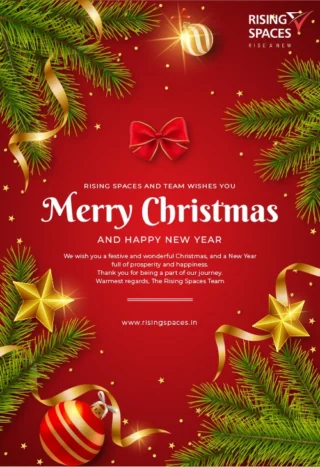 RISING
SPACES
RISE A NEW
RISING SPACES AND TEAM WISHES YOU
Merry Christmas
AND HAPPY NEW YEAR
We wish you a festive and wonderful Christmas, and a New Year
full of prosperity and happiness.
Thank you for being a part of our journey.
Warmest regards, The Rising Spaces Team
www.risingspaces.in